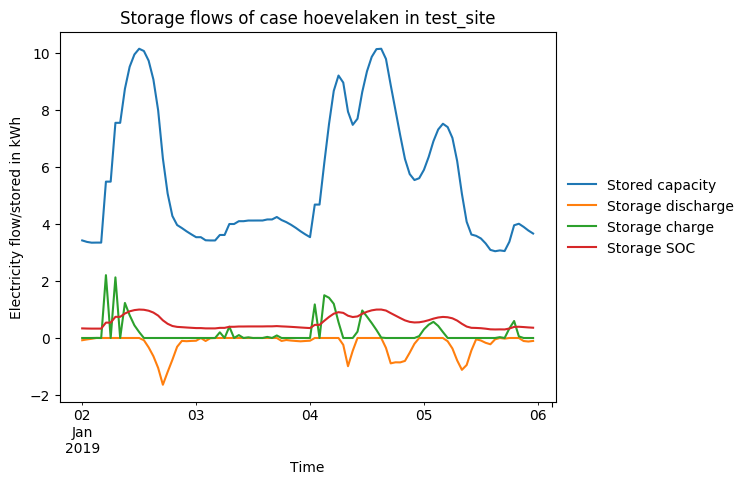 Storage flows of case hoevelaken in test_site
Electricity flow/stored in kWh
10
8
6
4
2
0
−2
02
Jan
2019
03
04
05
06
Time
Stored capacity
Storage discharge
Storage charge
Storage SOC